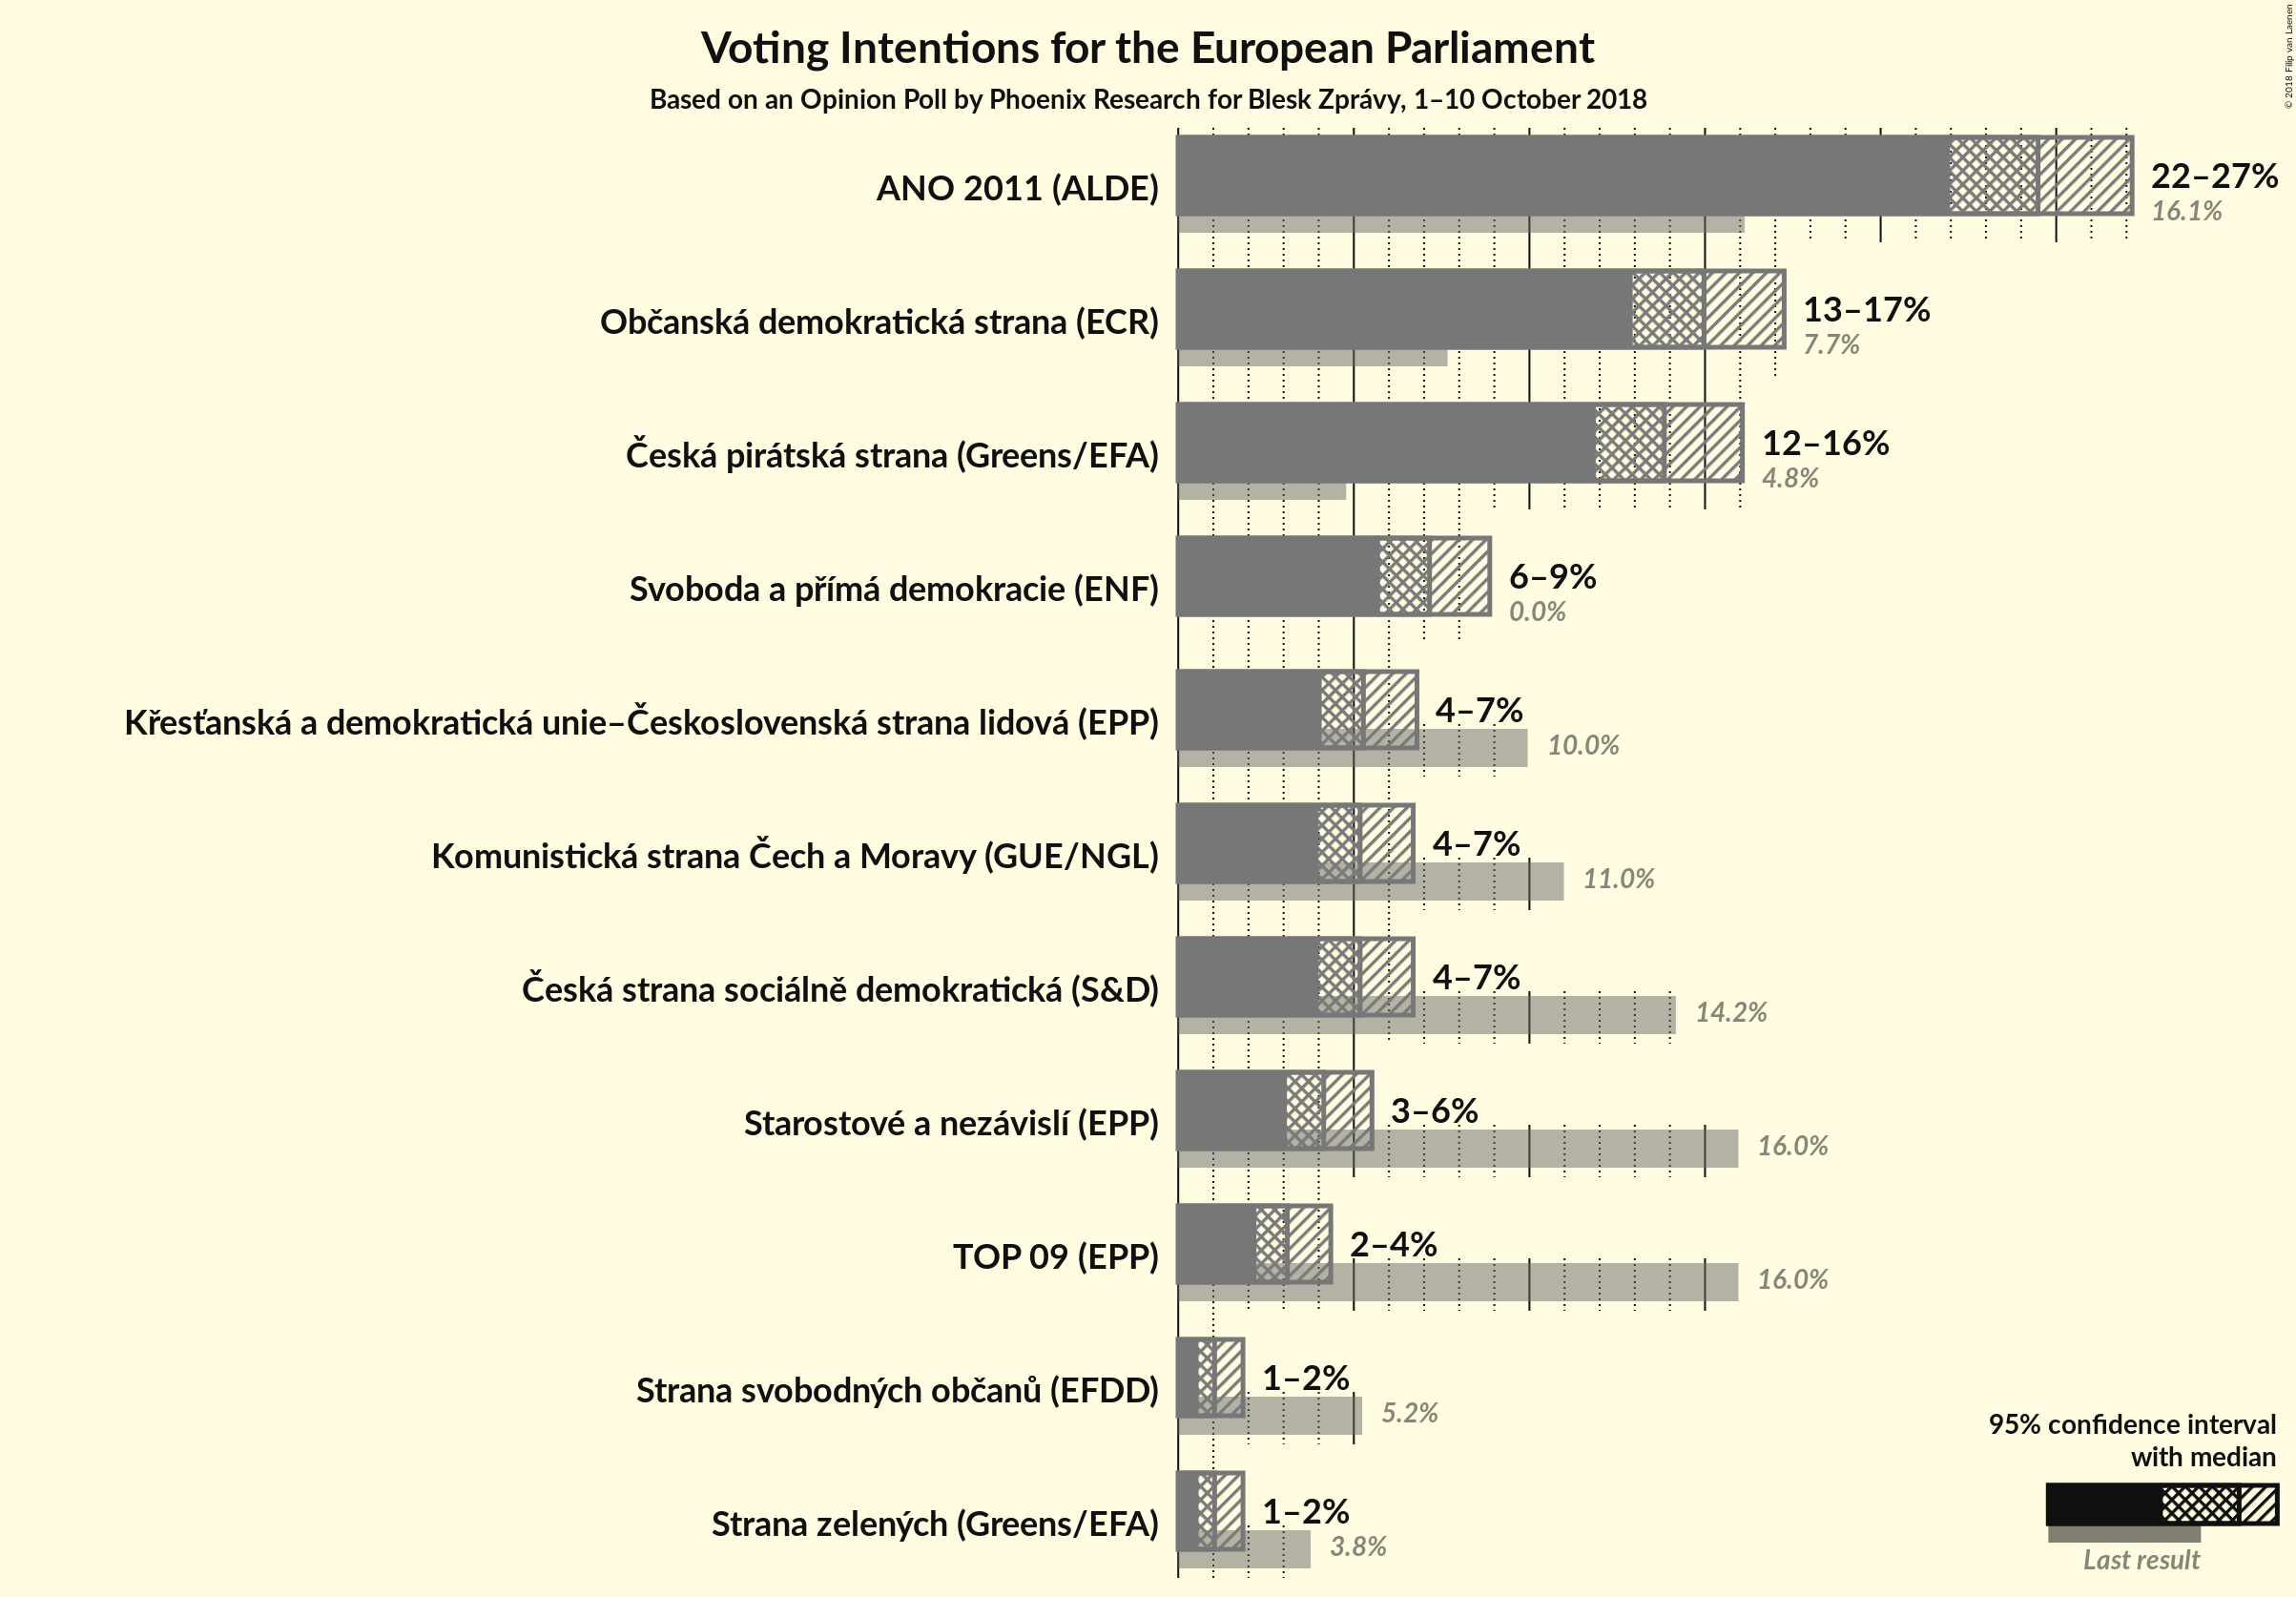 Voting Intentions for the European Parliament
Based on an Opinion Poll by Phoenix Research for Blesk Zprávy, 1–10 October 2018
© 2018 Filip van Laenen
ANO 2011 (ALDE)
22–27%
16.1%
Občanská demokratická strana (ECR)
13–17%
7.7%
Česká pirátská strana (Greens/EFA)
12–16%
4.8%
Svoboda a přímá demokracie (ENF)
6–9%
0.0%
Křesťanská a demokratická unie–Československá strana lidová (EPP)
4–7%
10.0%
Komunistická strana Čech a Moravy (GUE/NGL)
4–7%
11.0%
Česká strana sociálně demokratická (S&D)
4–7%
14.2%
Starostové a nezávislí (EPP)
3–6%
16.0%
TOP 09 (EPP)
2–4%
16.0%
Strana svobodných občanů (EFDD)
1–2%
5.2%
Strana zelených (Greens/EFA)
1–2%
3.8%
95% confidence interval
with median
Last result